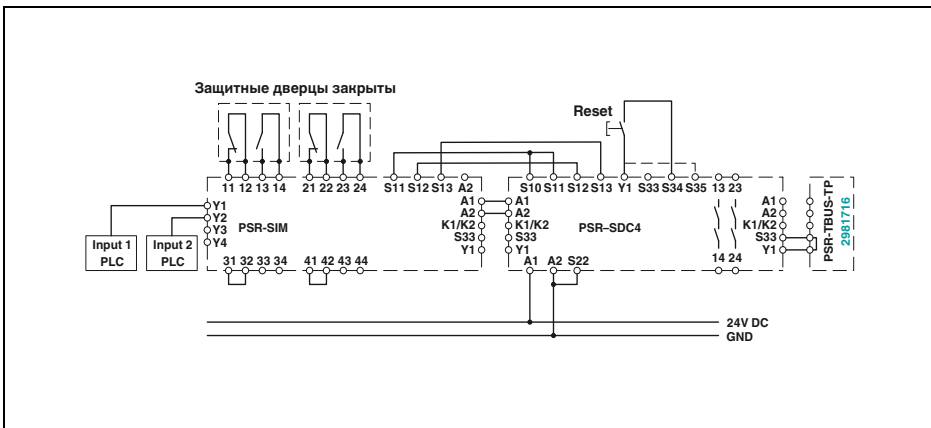 Защитные дверцы закрыты
Reset
11 12 13 14 21 22 23 24 S11 S12 S13 A2 S10 S11 S12 S13 Y1 S33 S34 S35 13 23
Y1
Y2
Y3
Y4
PSR-SIM
A1
A2
K1/K2
S33
Y1
A1
A2
K1/K2
S33
Y1
PSR–SDC4
A1
A2
K1/K2
S33
Y1
PSR-TBUS-TP
2981716
Input 1
PLC
Input 2
PLC
31 32 33 34 41 42 43 44 A1 A2 S22 14 24
24V DC
GND